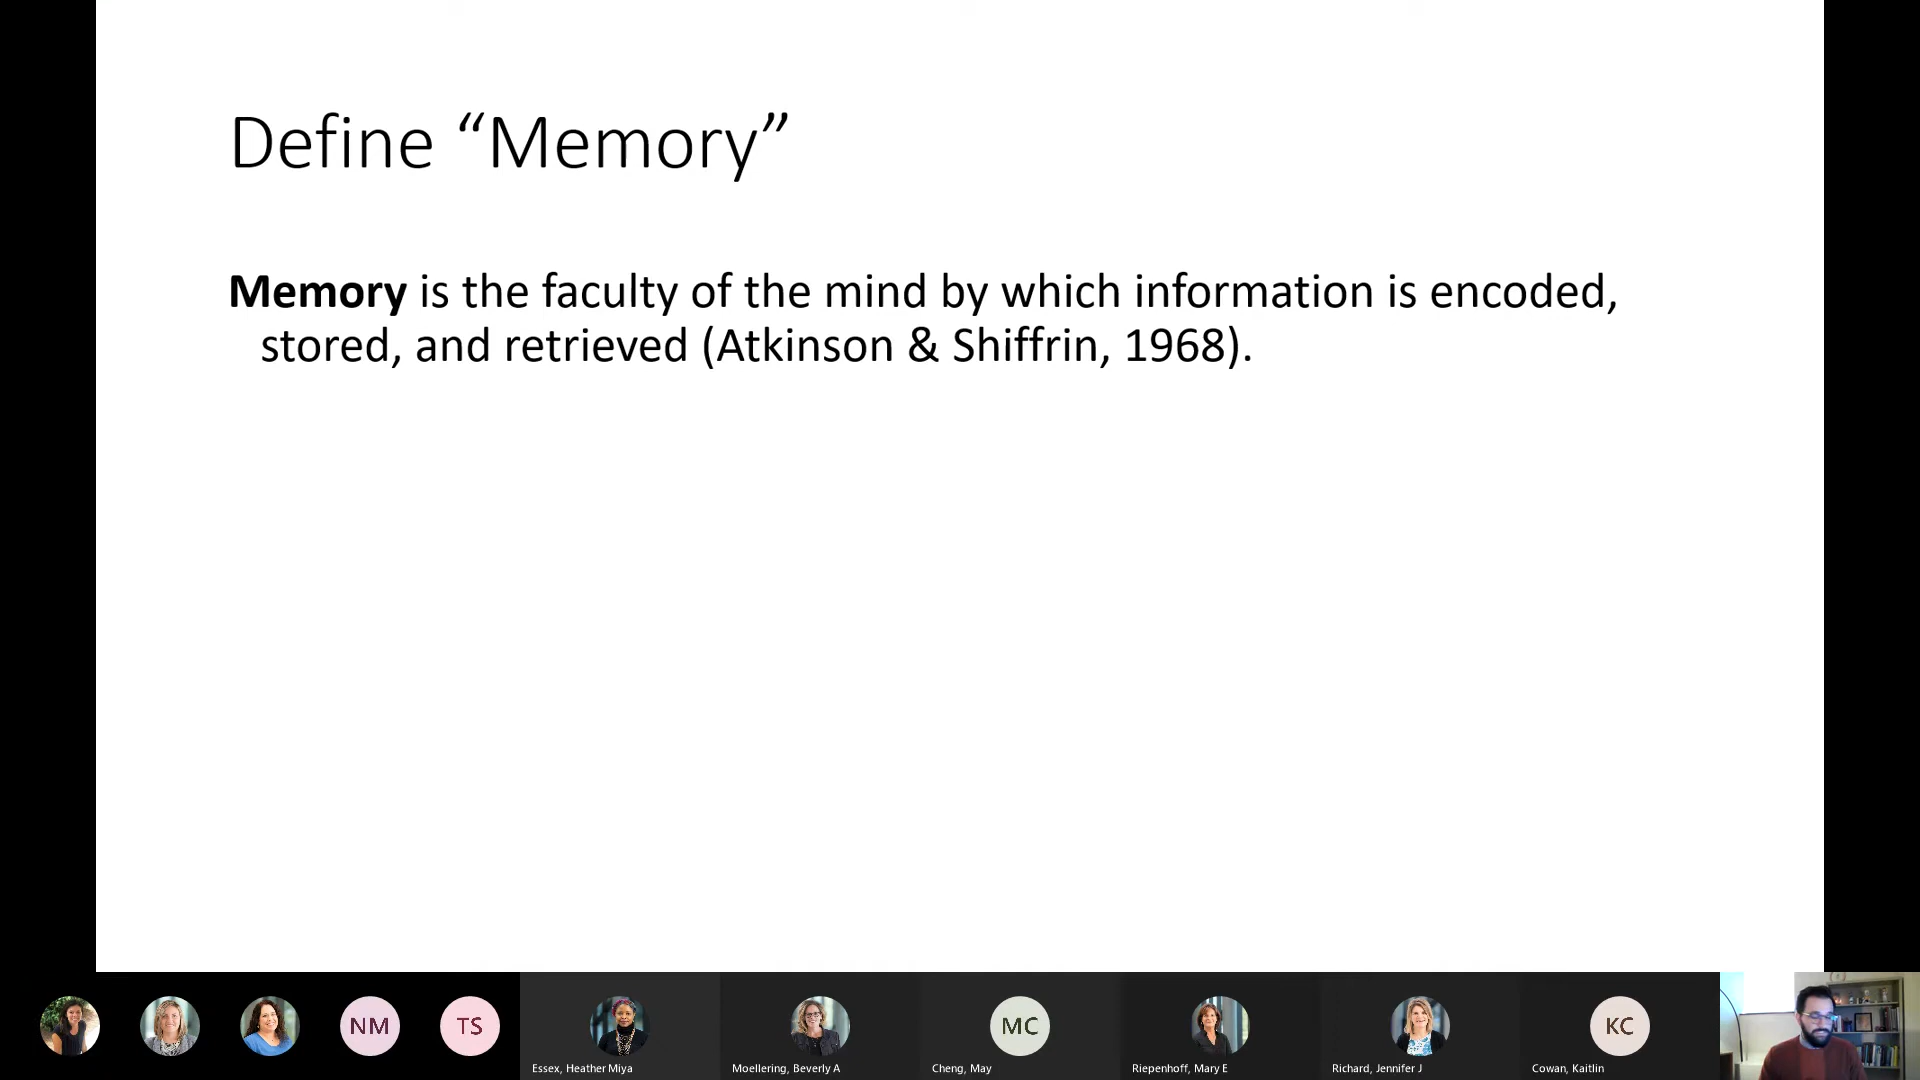 Define “Memory”
Memory is the faculty of the mind by which information is encoded,
stored, and retrieved (Atkinson & Shiffrin, 1968).
NM
TS
MC
KC
Essex, Heather Miya
Moellering, Beverly A
Cheng, May
Riepenhoff, Mary E
Richard, Jennifer J
Cowan, Kaitlin